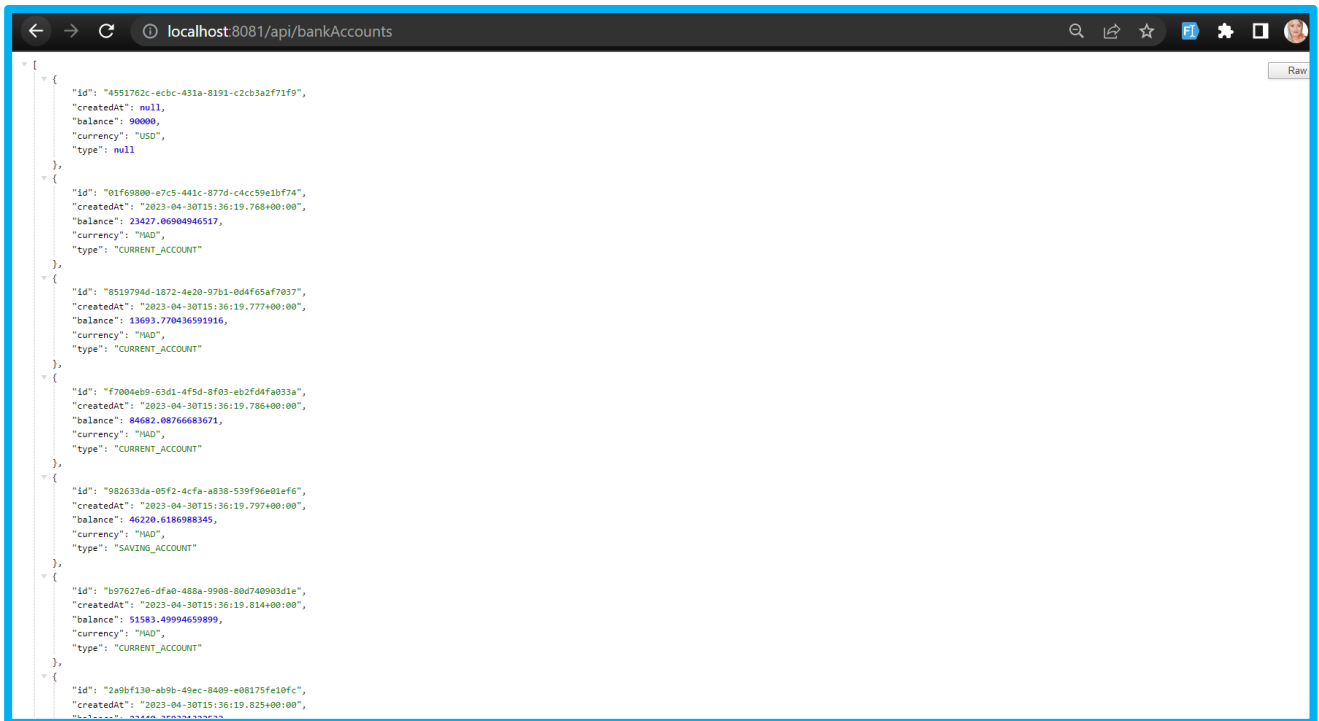 localhost:8081/api/bankAccounts
Raw
[
{
"id": "4551762c-ecbc-431a-8191-c2cb3a2f71f9",
"createdAt": null,
"balance": 90000,
"currency": "USD",
"type": null
},
{
"id": "01f69800-e7c5-441c-877d-c4cc59e1bf74",
"createdAt": "2023-04-30T15:36:19.768+00:00",
"balance": 23427.06904946517,
"currency": "MAD",
"type": "CURRENT_ACCOUNT"
},
{
"id": "8519794d-1872-4e20-97b1-0d4f65af7037",
"createdAt": "2023-04-30T15:36:19.777+00:00",
"balance": 13693.770436591916,
"currency": "MAD",
"type": "CURRENT_ACCOUNT"
},
{
"id": "f7004eb9-63d1-4f5d-8f03-eb2fd4fa033a",
"createdAt": "2023-04-30T15:36:19.786+00:00",
"balance": 84682.08766683671,
"currency": "MAD",
"type": "CURRENT_ACCOUNT"
},
{
"id": "982633da-05f2-4cfa-a838-539f96e01ef6",
"createdAt": "2023-04-30T15:36:19.797+00:00",
"balance": 46220.6186988345,
"currency": "MAD",
"type": "SAVING_ACCOUNT"
},
{
"id": "b97627e6-dfa0-488a-9908-80d740903d1e",
"createdAt": "2023-04-30T15:36:19.814+00:00",
"balance": 51583.49994659899,
"currency": "MAD",
"type": "CURRENT_ACCOUNT"
},
{
"id": "2a9bf130-ab9b-49ec-8409-e08175fe10fc",
"createdAt": "2023-04-30T15:36:19.825+00:00",